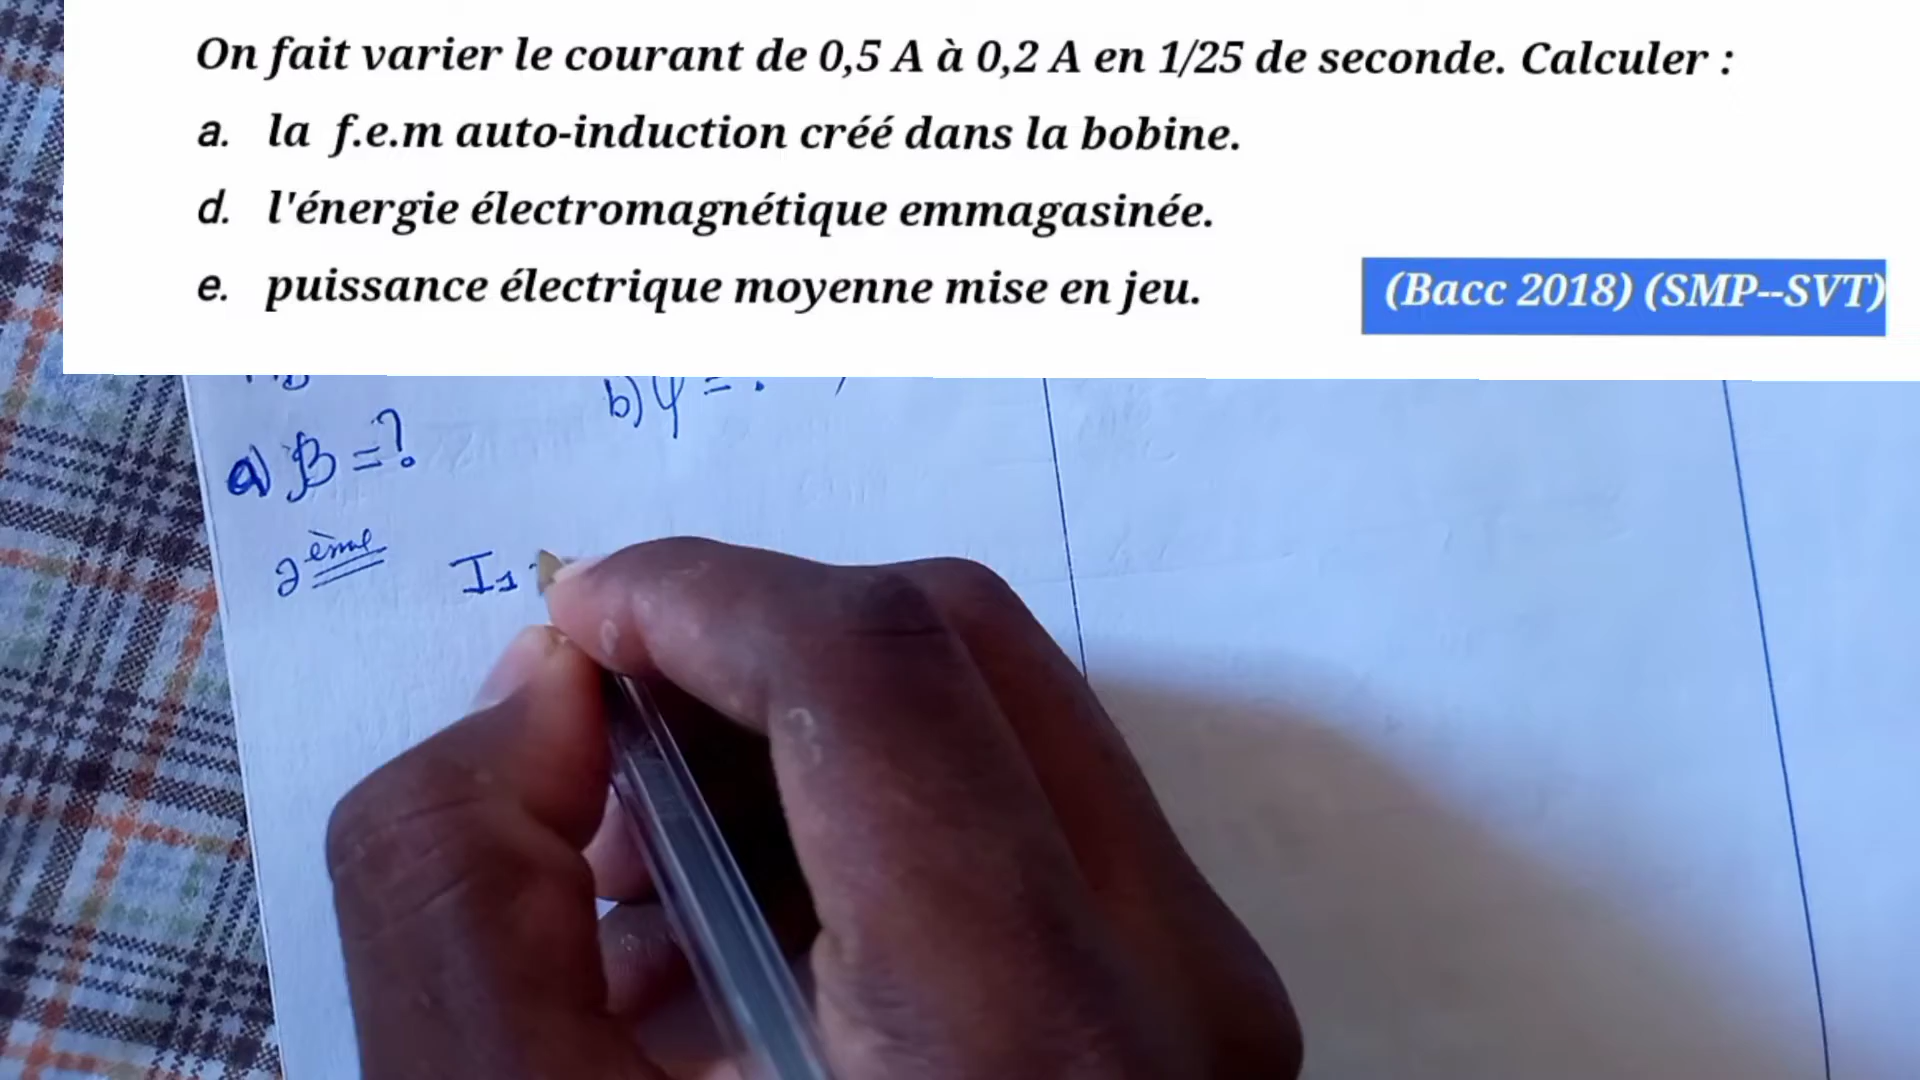 On fait varier le courant de 0,5 A à 0,2 A en 1/25 de seconde. Calculer :
a. la f.e.m auto-induction créé dans la bobine.
d. l'énergie électromagnétique emmagasinée.
e. puissance électrique moyenne mise en jeu.
(Bacc 2018) (SMP--SVT)
b) φ = ?
a) B = ?
2ème I₁